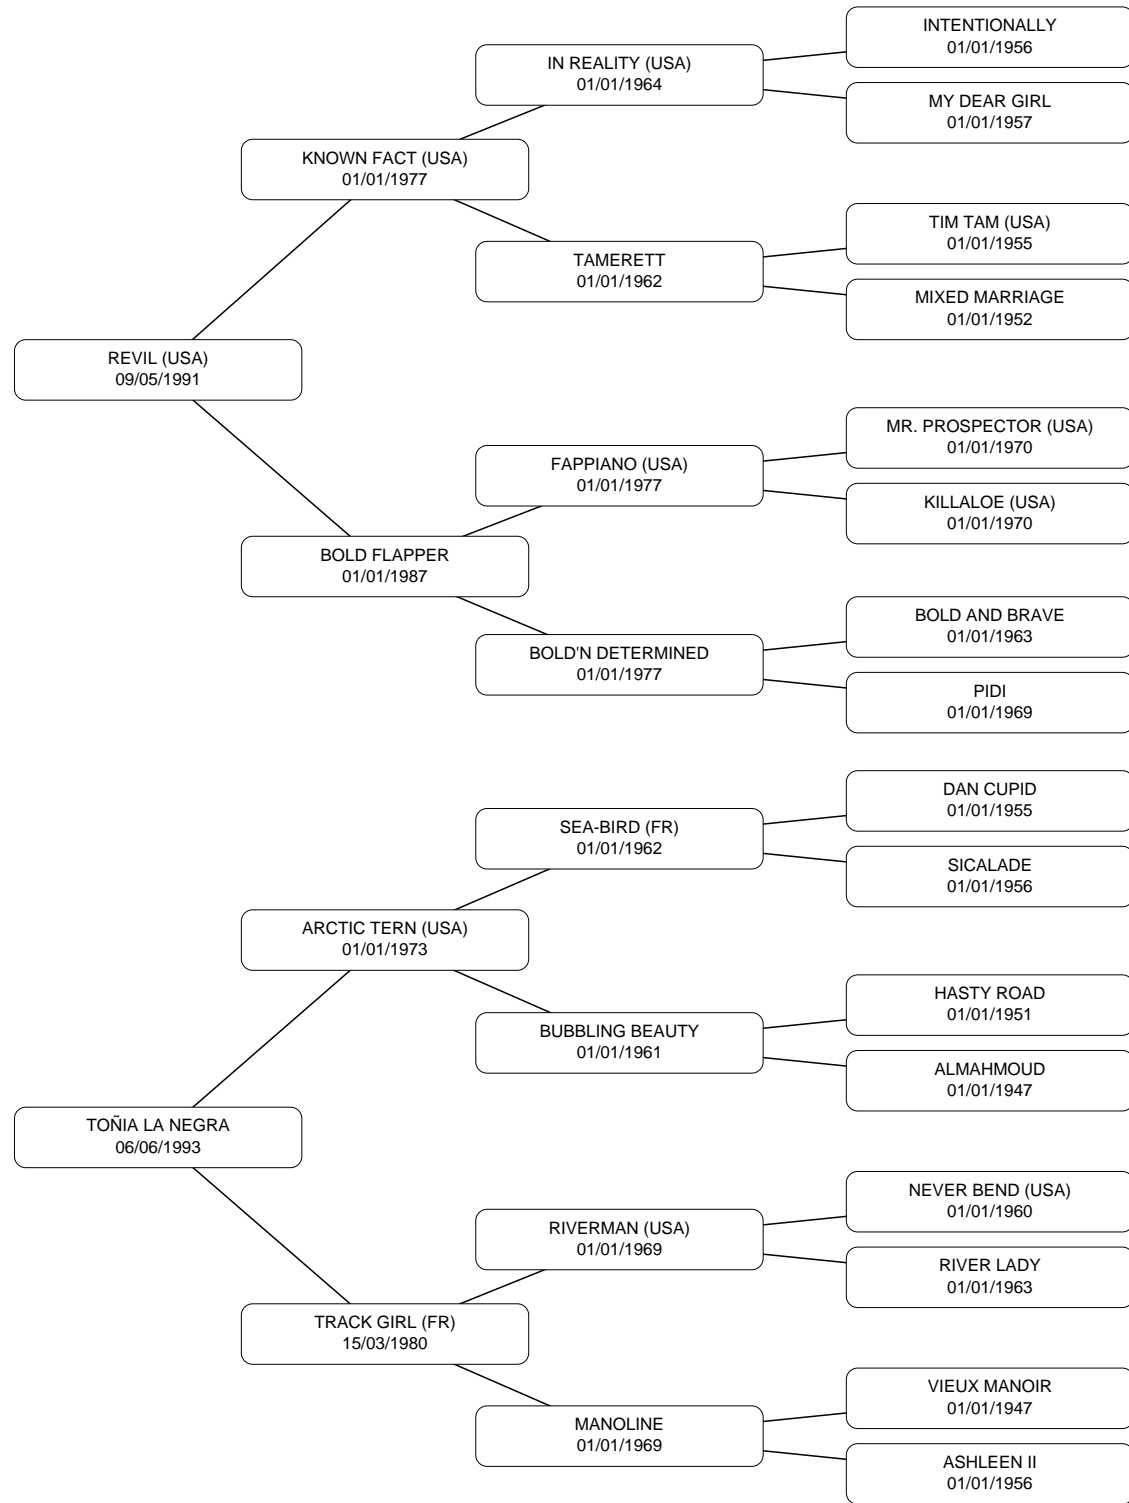 INTENTIONALLY
01/01/1956
IN REALITY (USA)
01/01/1964
MY DEAR GIRL
01/01/1957
KNOWN FACT (USA)
01/01/1977
TIM TAM (USA)
01/01/1955
TAMERETT
01/01/1962
MIXED MARRIAGE
01/01/1952
REVIL (USA)
09/05/1991
MR. PROSPECTOR (USA)
01/01/1970
FAPPIANO (USA)
01/01/1977
KILLALOE (USA)
01/01/1970
BOLD FLAPPER
01/01/1987
BOLD AND BRAVE
01/01/1963
BOLD'N DETERMINED
01/01/1977
PIDI
01/01/1969
DAN CUPID
01/01/1955
SEA-BIRD (FR)
01/01/1962
SICALADE
01/01/1956
ARCTIC TERN (USA)
01/01/1973
HASTY ROAD
01/01/1951
BUBBLING BEAUTY
01/01/1961
ALMAHMOUD
01/01/1947
TOÑIA LA NEGRA
06/06/1993
NEVER BEND (USA)
01/01/1960
RIVERMAN (USA)
01/01/1969
RIVER LADY
01/01/1963
TRACK GIRL (FR)
15/03/1980
VIEUX MANOIR
01/01/1947
MANOLINE
01/01/1969
ASHLEEN II
01/01/1956